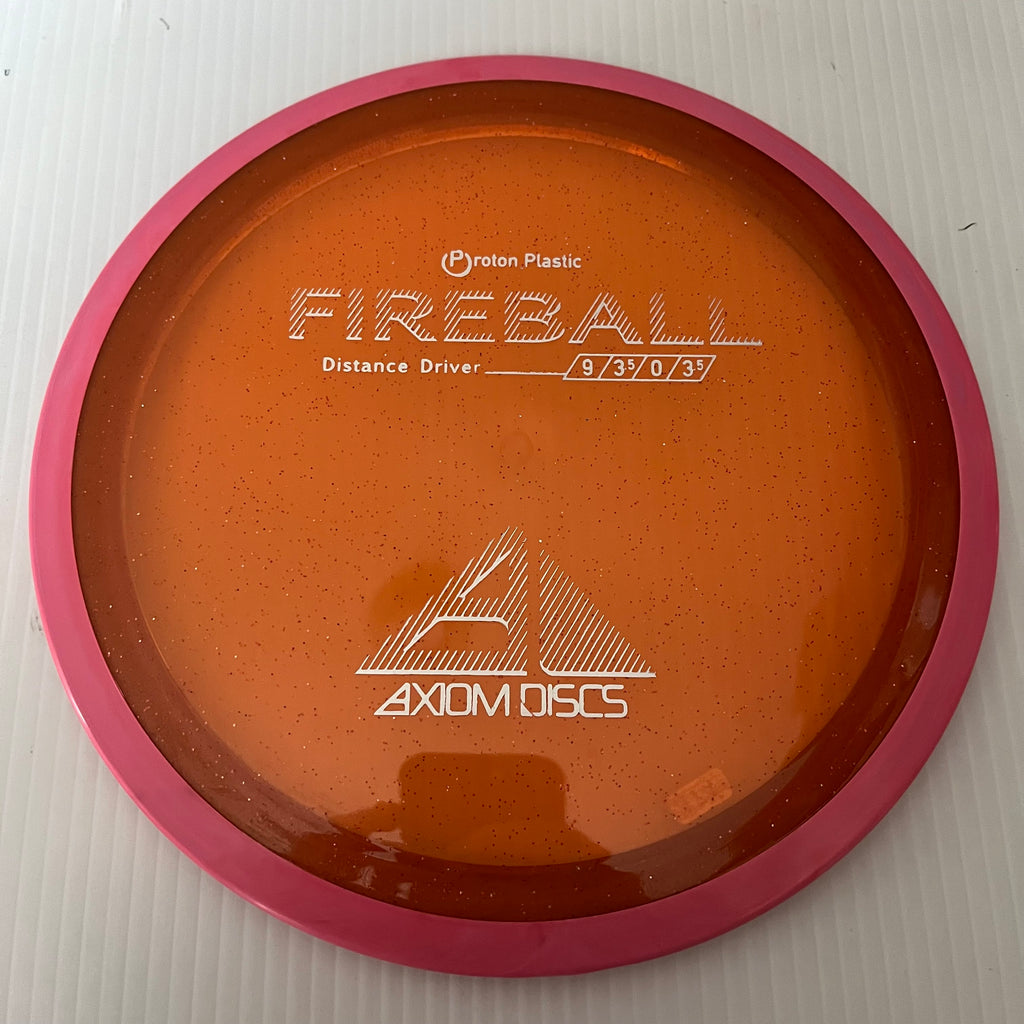 Proton Plastic
FIREBALL
Distance Driver 9/3.5/0/3.5
AXIOM DISCS